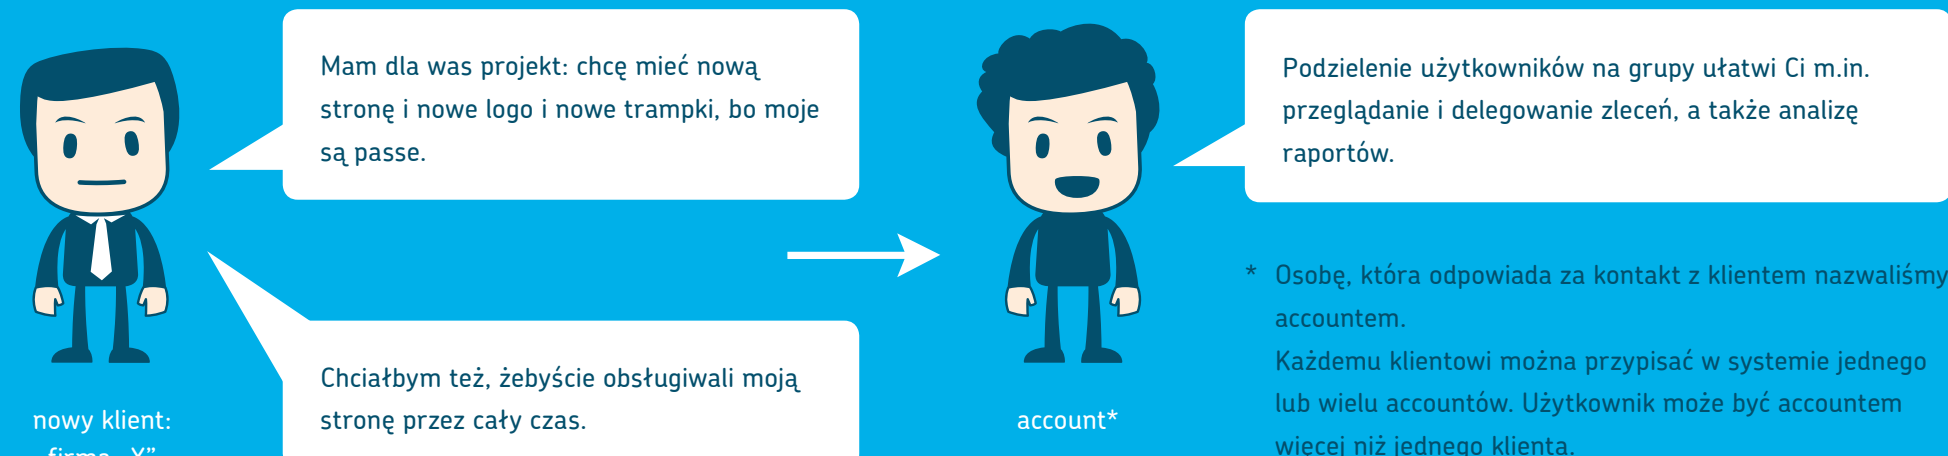 Mam dla was projekt: chcę mieć nową
stronę i nowe logo i nowe trampki, bo moje
są passe.
Chciałbym też, żebyście obsługiwali moją
stronę przez cały czas.
nowy klient:
firma „X”
Podzielenie użytkowników na grupy ułatwi Ci m.in.
przeglądanie i delegowanie zleceń, a także analizę
raportów.
account*
* Osobę, która odpowiada za kontakt z klientem nazwaliśmy
accountem.
Każdemu klientowi można przypisać w systemie jednego
lub wielu accountów. Użytkownik może być accountem
więcej niż jednego klienta.